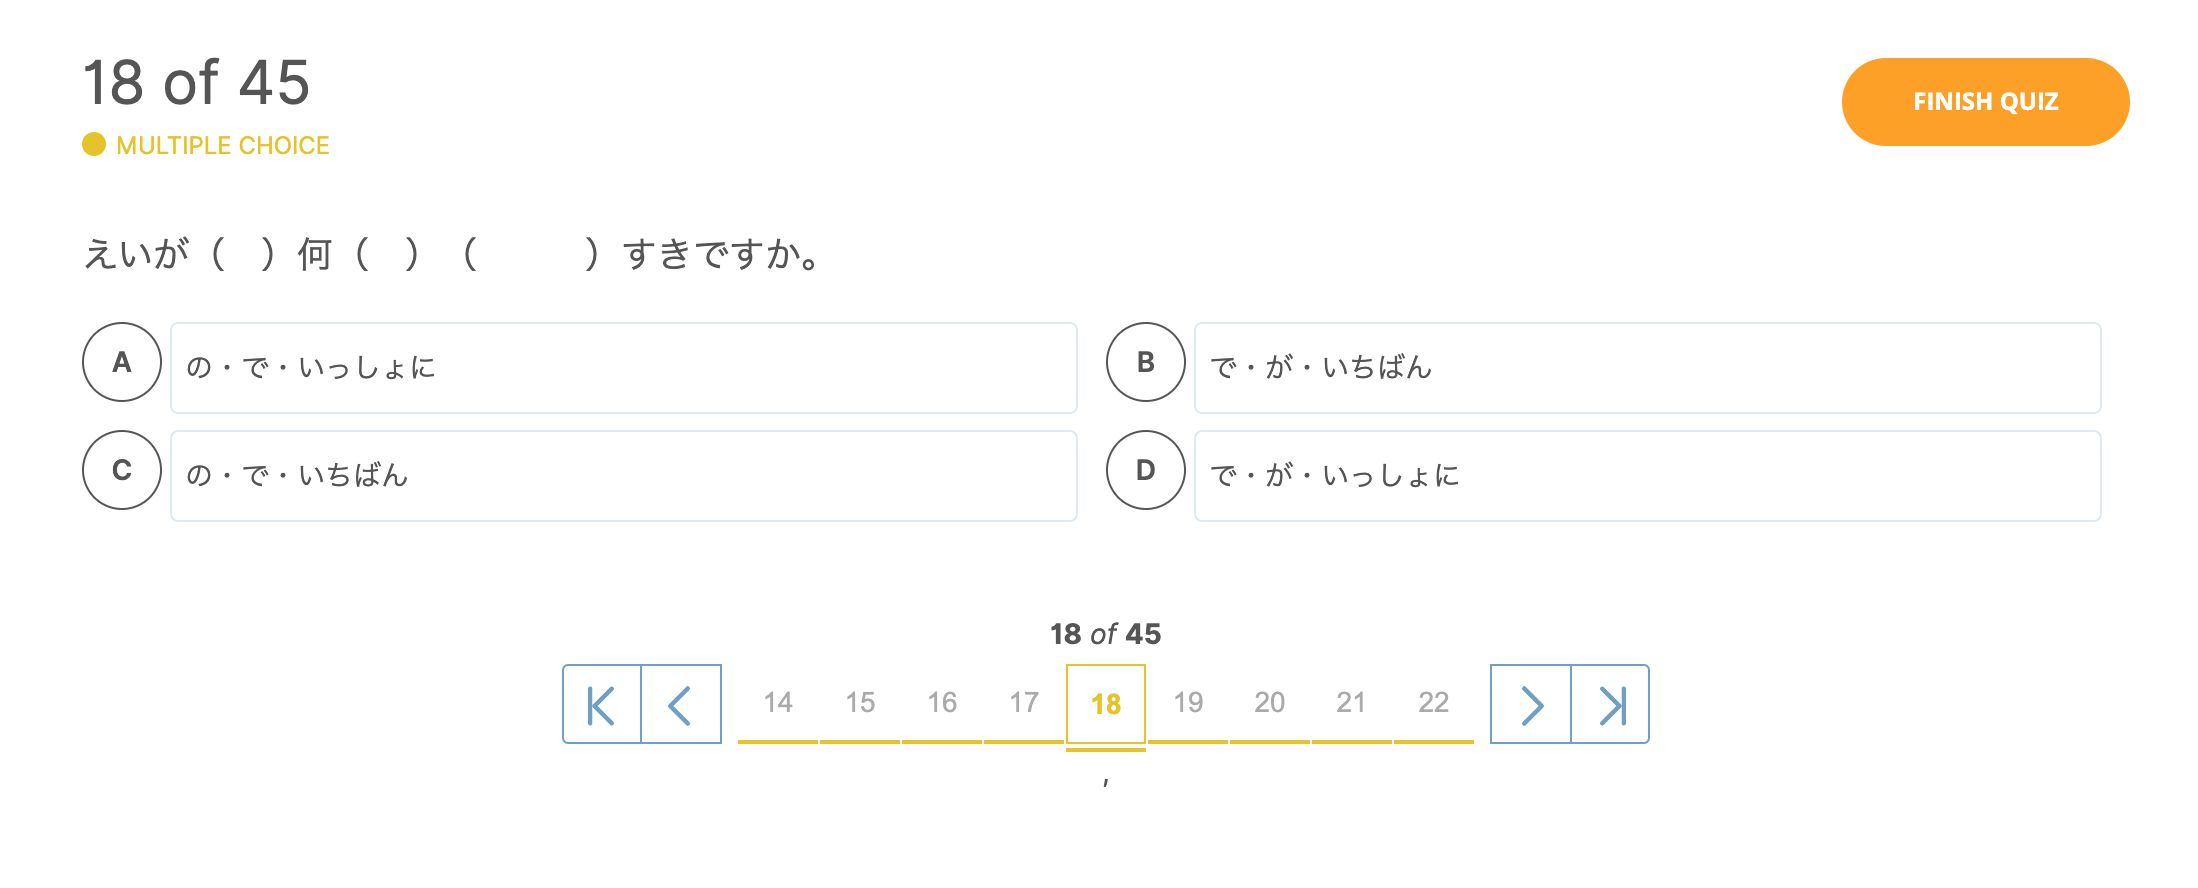 18 of 45
FINISH QUIZ
MULTIPLE CHOICE
えいが（　）何（　）（　　　）すきですか。
A の・で・いっしょに
B で・が・いちばん
C の・で・いちばん
D で・が・いっしょに
18 of 45
14 15 16 17 18 19 20 21 22
,